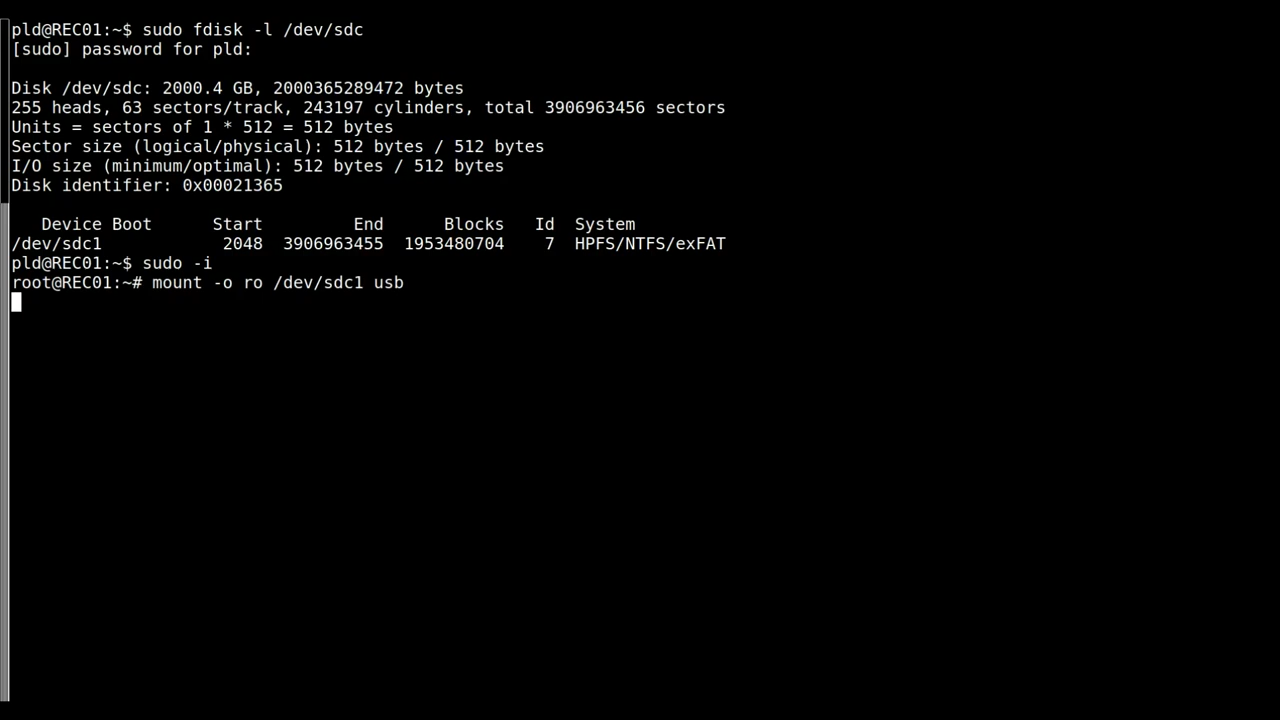 pld@REC01:~$ sudo fdisk -l /dev/sdc
[sudo] password for pld:
Disk /dev/sdc: 2000.4 GB, 2000365289472 bytes
255 heads, 63 sectors/track, 243197 cylinders, total 3906963456 sectors
Units = sectors of 1 * 512 = 512 bytes
Sector size (logical/physical): 512 bytes / 512 bytes
I/O size (minimum/optimal): 512 bytes / 512 bytes
Disk identifier: 0x00021365
   Device Boot      Start         End      Blocks   Id  System
/dev/sdc1            2048  3906963455  1953480704    7  HPFS/NTFS/exFAT
pld@REC01:~$ sudo -i
root@REC01:~# mount -o ro /dev/sdc1 usb